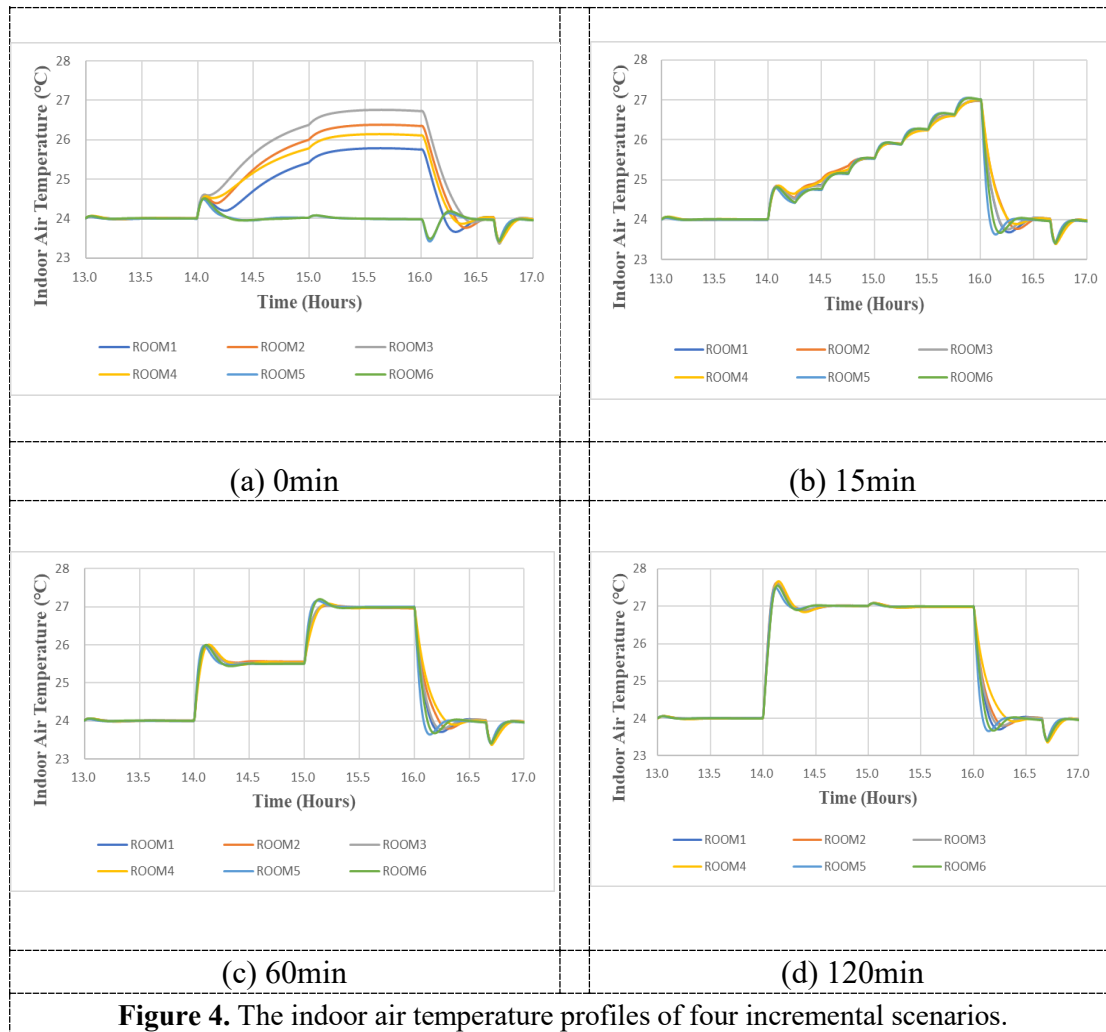 28
27
26
25
24
23
13.0 13.5 14.0 14.5 15.0 15.5 16.0 16.5 17.0
Indoor Air Temperature (°C)
Time (Hours)
ROOM1 ROOM2 ROOM3
ROOM4 ROOM5 ROOM6
(a) 0min
28
27
26
25
24
23
13.0 13.5 14.0 14.5 15.0 15.5 16.0 16.5 17.0
Indoor Air Temperature (°C)
Time (Hours)
ROOM1 ROOM2 ROOM3
ROOM4 ROOM5 ROOM6
(b) 15min
28
27
26
25
24
23
13.0 13.5 14.0 14.5 15.0 15.5 16.0 16.5 17.0
Indoor Air Temperature (°C)
Time (Hours)
ROOM1 ROOM2 ROOM3
ROOM4 ROOM5 ROOM6
(c) 60min
28
27
26
25
24
23
13.0 13.5 14.0 14.5 15.0 15.5 16.0 16.5 17.0
Indoor Air Temperature (°C)
Time (Hours)
ROOM1 ROOM2 ROOM3
ROOM4 ROOM5 ROOM6
(d) 120min
Figure 4. The indoor air temperature profiles of four incremental scenarios.